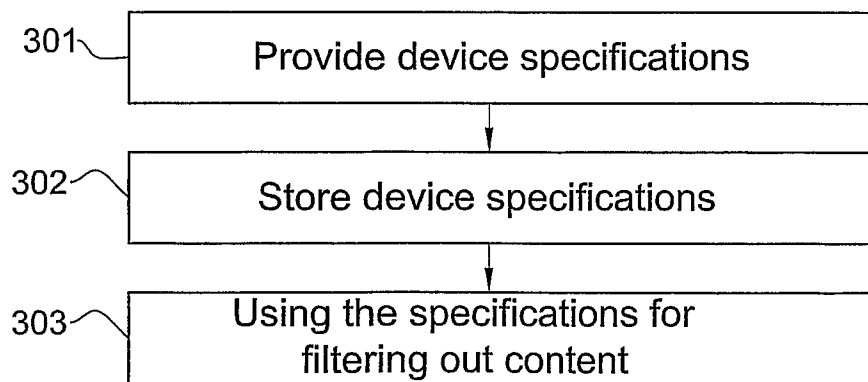 301 Provide device specifications
302 Store device specifications
303 Using the specifications for
filtering out content